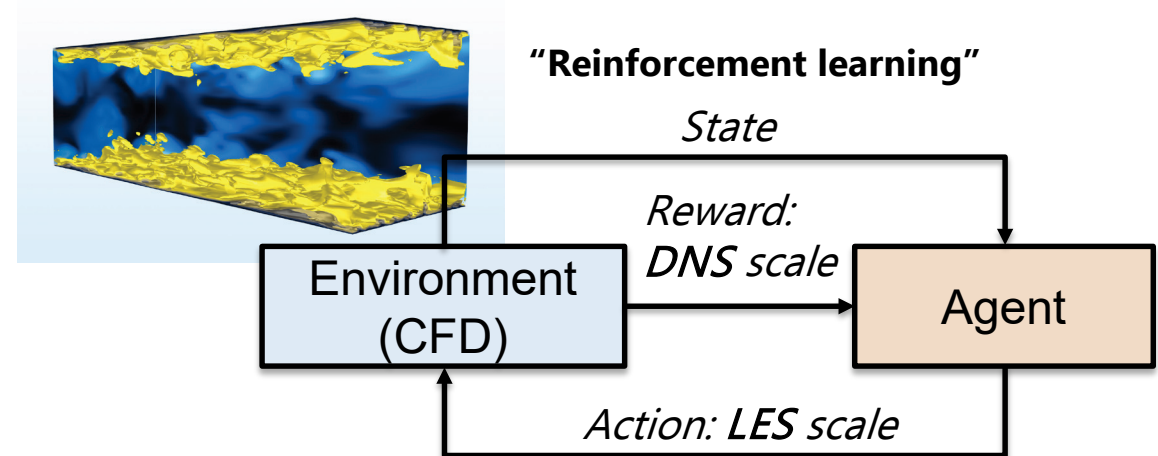 “Reinforcement learning”
State
Reward:
DNS scale
Environment
(CFD)
Agent
Action: LES scale